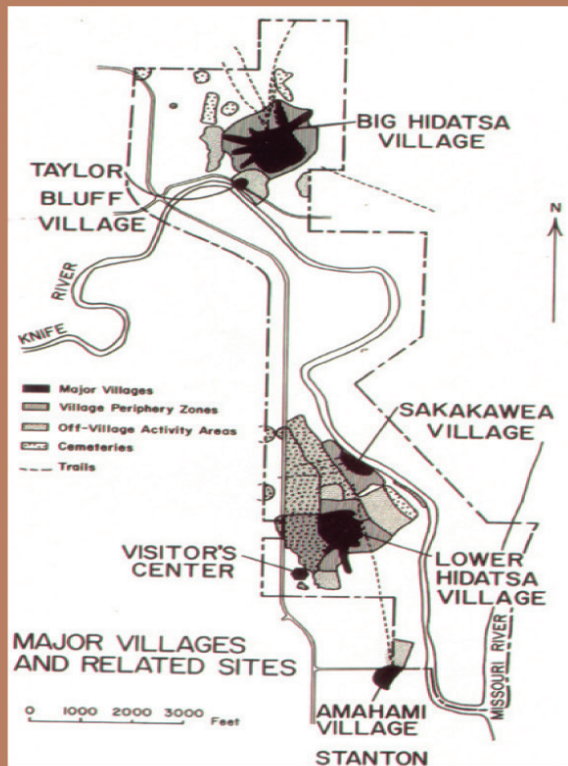 BIG HIDATSA
VILLAGE
TAYLOR
BLUFF
VILLAGE
N
KNIFE RIVER
Major Villages
Village Periphery Zones
Off-Village Activity Areas
Cemeteries
Trails
SAKAKAWEA
VILLAGE
VISITOR'S
CENTER
LOWER
HIDATSA
VILLAGE
MISSOURI RIVER
MAJOR VILLAGES
AND RELATED SITES
0 1000 2000 3000 Feet
AMAHAMI
VILLAGE
STANTON